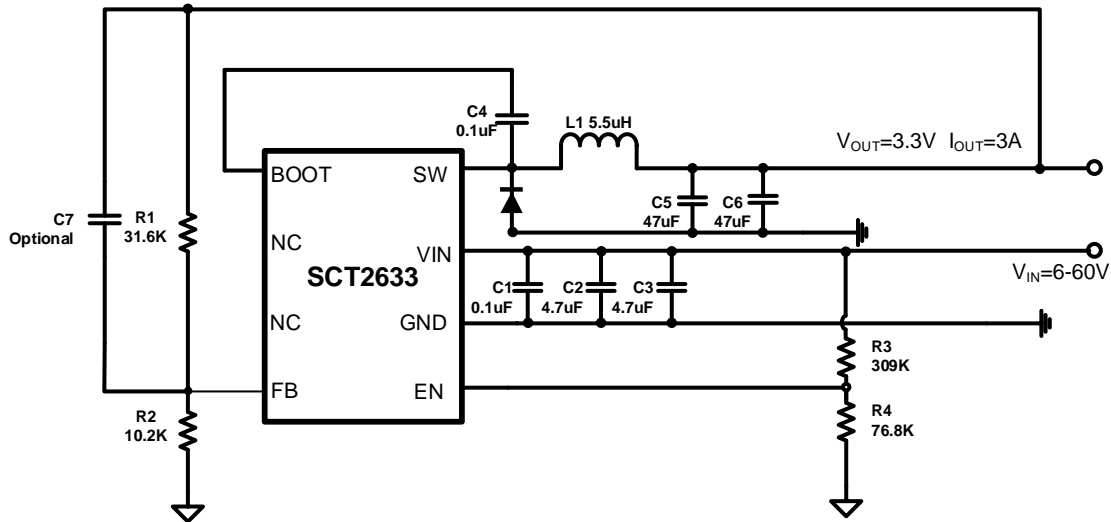 C4
0.1uF
L1 5.5uH
VOUT=3.3V IOUT=3A
BOOT
SW
C7
Optional
R1
31.6K
C5
47uF
C6
47uF
NC
VIN
SCT2633
VIN=6-60V
C1
0.1uF
C2
4.7uF
C3
4.7uF
NC
GND
R3
309K
FB
EN
R2
10.2K
R4
76.8K